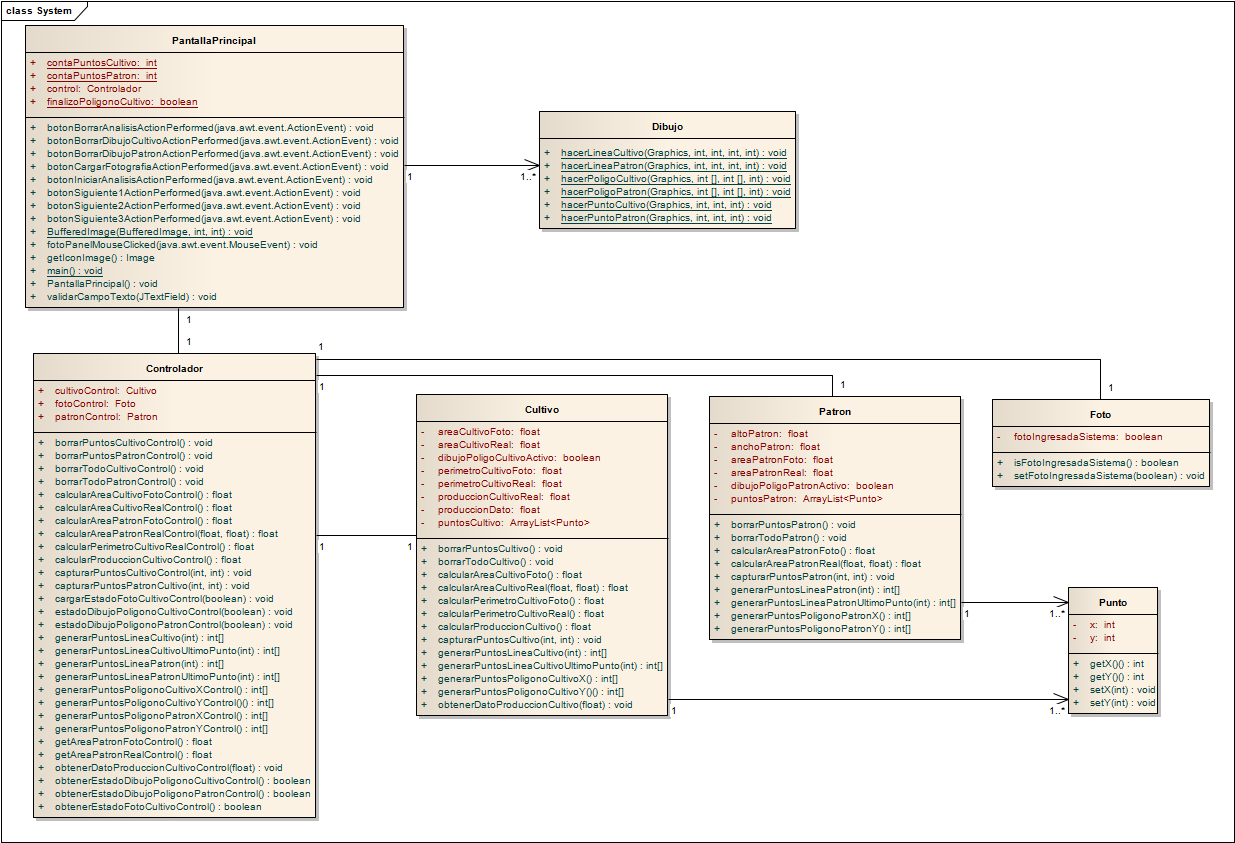 class System
PantallaPrincipal
+ contaPuntosCultivo: int
+ contaPuntosPatron: int
+ control: Controlador
+ finalizoPoligonoCultivo: boolean
+ botonBorrarAnalisisActionPerformed(java.awt.event.ActionEvent) : void
+ botonBorrarDibujoCultivoActionPerformed(java.awt.event.ActionEvent) : void
+ botonBorrarDibujoPatronActionPerformed(java.awt.event.ActionEvent) : void
+ botonCargarFotografiaActionPerformed(java.awt.event.ActionEvent) : void
+ botonIniciarAnalisisActionPerformed(java.awt.event.ActionEvent) : void
+ botonSiguiente1ActionPerformed(java.awt.event.ActionEvent) : void
+ botonSiguiente2ActionPerformed(java.awt.event.ActionEvent) : void
+ botonSiguiente3ActionPerformed(java.awt.event.ActionEvent) : void
+ BufferedImage(BufferedImage, int, int) : void
+ fotoPanelMouseClicked(java.awt.event.MouseEvent) : void
+ getIconImage() : Image
+ main() : void
+ PantallaPrincipal() : void
+ validarCampoTexto(JTextField) : void
1
1..*
Dibujo
+ hacerLineaCultivo(Graphics, int, int, int, int) : void
+ hacerLineaPatron(Graphics, int, int, int, int) : void
+ hacerPoligoCultivo(Graphics, int [], int [], int) : void
+ hacerPoligoPatron(Graphics, int [], int [], int) : void
+ hacerPuntoCultivo(Graphics, int, int, int) : void
+ hacerPuntoPatron(Graphics, int, int, int) : void
1
1
Controlador
+ cultivoControl: Cultivo
+ fotoControl: Foto
+ patronControl: Patron
+ borrarPuntosCultivoControl() : void
+ borrarPuntosPatronControl() : void
+ borrarTodoCultivoControl() : void
+ borrarTodoPatronControl() : void
+ calcularAreaCultivoFotoControl() : float
+ calcularAreaCultivoRealControl() : float
+ calcularAreaPatronFotoControl() : float
+ calcularAreaPatronRealControl(float, float) : float
+ calcularPerimetroCultivoRealControl() : float
+ calcularProduccionCultivoControl() : float
+ capturarPuntosCultivoControl(int, int) : void
+ capturarPuntosPatronCultivo(int, int) : void
+ cargarEstadoFotoCultivoControl(boolean) : void
+ estadoDibujoPoligonoCultivoControl(boolean) : void
+ estadoDibujoPoligonoPatronControl(boolean) : void
+ generarPuntosLineaCultivo(int) : int[]
+ generarPuntosLineaCultivoUltimoPunto(int) : int[]
+ generarPuntosLineaPatron(int) : int[]
+ generarPuntosLineaPatronUltimoPunto(int) : int[]
+ generarPuntosPoligonoCultivoXControl() : int[]
+ generarPuntosPoligonoCultivoYControl()() : int[]
+ generarPuntosPoligonoPatronXControl() : int[]
+ generarPuntosPoligonoPatronYControl() : int[]
+ getAreaPatronFotoControl() : float
+ getAreaPatronRealControl() : float
+ obtenerDatoProduccionCultivoControl(float) : void
+ obtenerEstadoDibujoPoligonoCultivoControl() : boolean
+ obtenerEstadoDibujoPoligonoPatronControl() : boolean
+ obtenerEstadoFotoCultivoControl() : boolean
1
1
1
1
1
1
Cultivo
- areaCultivoFoto: float
- areaCultivoReal: float
- dibujoPoligoCultivoActivo: boolean
- perimetroCultivoFoto: float
- perimetroCultivoReal: float
- produccionCultivoReal: float
- produccionDato: float
- puntosCultivo: ArrayList<Punto>
+ borrarPuntosCultivo() : void
+ borrarTodoCultivo() : void
+ calcularAreaCultivoFoto() : float
+ calcularAreaCultivoReal(float, float) : float
+ calcularPerimetroCultivoFoto() : float
+ calcularPerimetroCultivoReal() : float
+ calcularProduccionCultivo() : float
+ capturarPuntosCultivo(int, int) : void
+ generarPuntosLineaCultivo(int) : int[]
+ generarPuntosLineaCultivoUltimoPunto(int) : int[]
+ generarPuntosPoligonoCultivoX() : int[]
+ generarPuntosPoligonoCultivoY()() : int[]
+ obtenerDatoProduccionCultivo(float) : void
Patron
- altoPatron: float
- anchoPatron: float
- areaPatronFoto: float
- areaPatronReal: float
- dibujoPoligoPatronActivo: boolean
- puntosPatron: ArrayList<Punto>
+ borrarPuntosPatron() : void
+ borrarTodoPatron() : void
+ calcularAreaPatronFoto() : float
+ calcularAreaPatronReal(float, float) : float
+ capturarPuntosPatron(int, int) : void
+ generarPuntosLineaPatron(int) : int[]
+ generarPuntosLineaPatronUltimoPunto(int) : int[]
+ generarPuntosPoligonoPatronX() : int[]
+ generarPuntosPoligonoPatronY() : int[]
Foto
- fotoIngresadaSistema: boolean
+ isFotoIngresadaSistema() : boolean
+ setFotoIngresadaSistema(boolean) : void
1
1..*
1
1..*
Punto
- x: int
- y: int
+ getX()() : int
+ getY()() : int
+ setX(int) : void
+ setY(int) : void